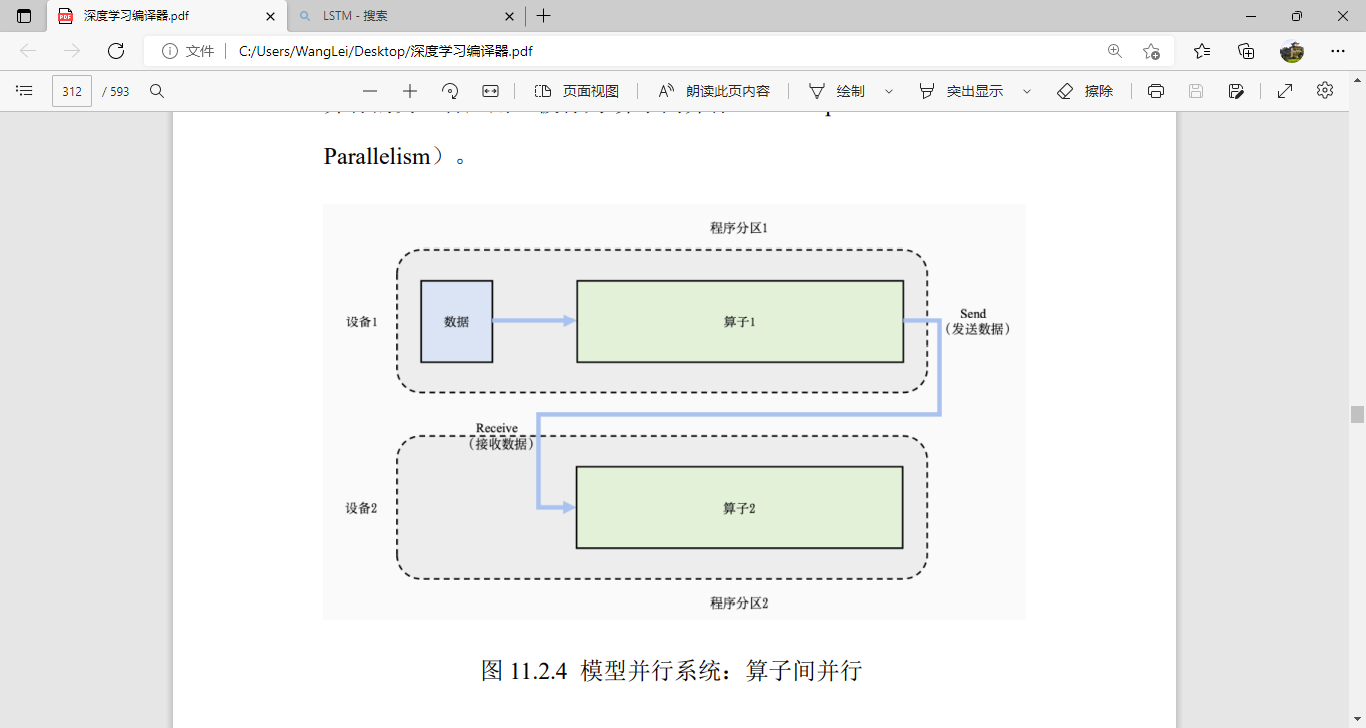 深度学习编译器.pdf
LSTM - 搜索
文件
C:/Users/WangLei/Desktop/深度学习编译器.pdf
312 / 593
页面视图
朗读此页内容
绘制
突出显示
擦除
Parallelism）。
程序分区1
设备1
数据
算子1
Send
（发送数据）
Receive
（接收数据）
设备2
算子2
程序分区2
图 11.2.4 模型并行系统：算子间并行